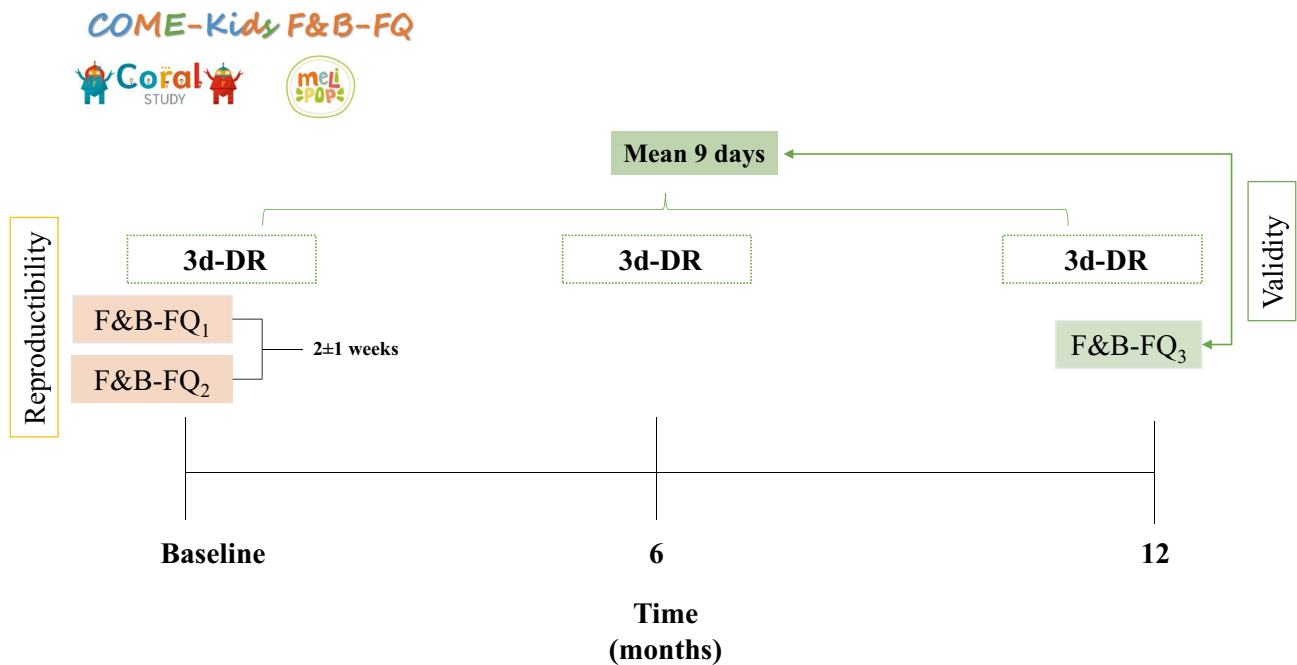 COME-Kids F&B-FQ
Coral
STUDY
meli
POP
Mean 9 days
Reproductibility
3d-DR
3d-DR
3d-DR
Validity
F&B-FQ₁
F&B-FQ₂
2±1 weeks
F&B-FQ₃
Baseline
6
12
Time
(months)